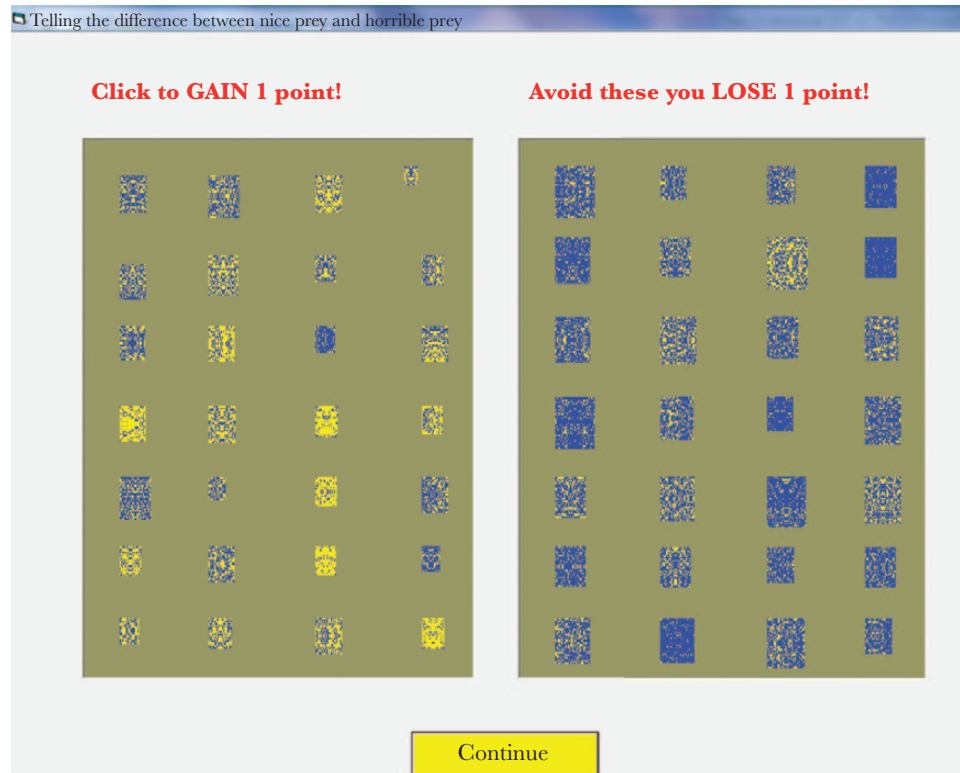 Telling the difference between nice prey and horrible prey
Click to GAIN 1 point!
Avoid these you LOSE 1 point!
Continue